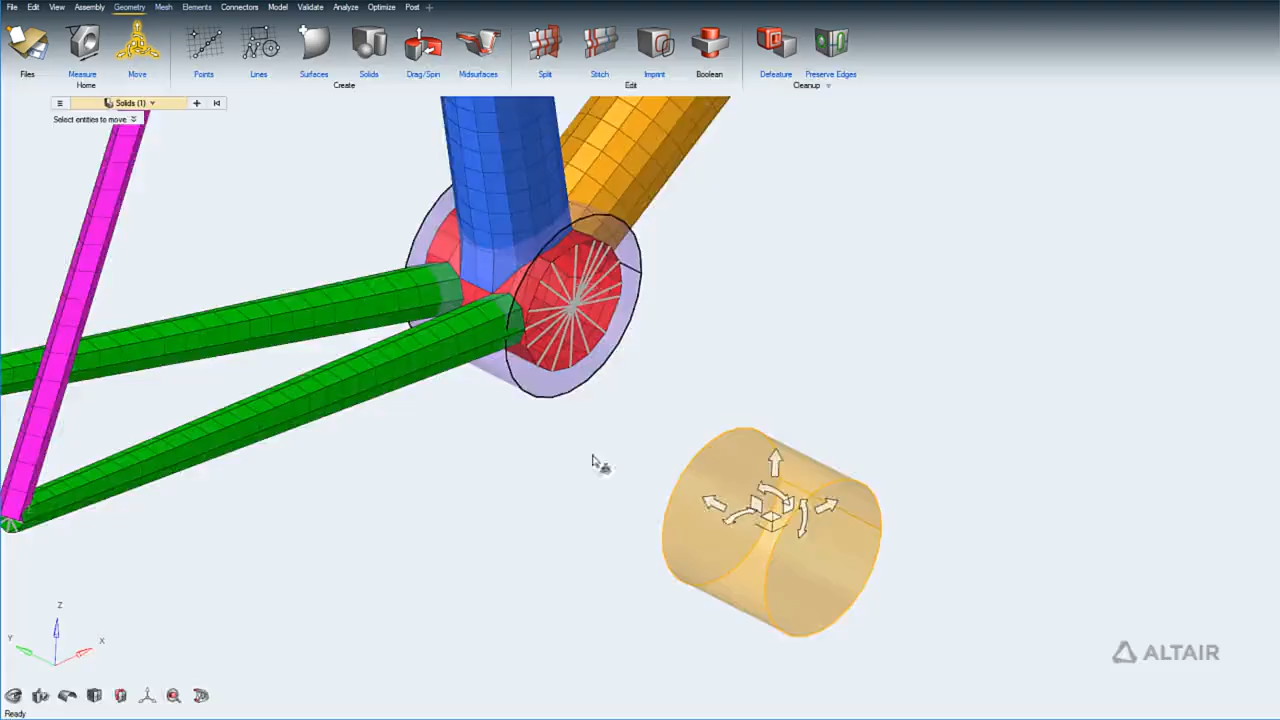 File Edit View Assembly Geometry Mesh Elements Connectors Model Validate Analyze Optimize Post
Files Measure Move Points Lines Surfaces Solids Drag/Spin Midsurfaces Split Stitch Imprint Boolean Defeature Preserve Edges
Home Create Edit Cleanup
Solids (1)
Select entities to move
Z
Y X
ALTAIR
Ready